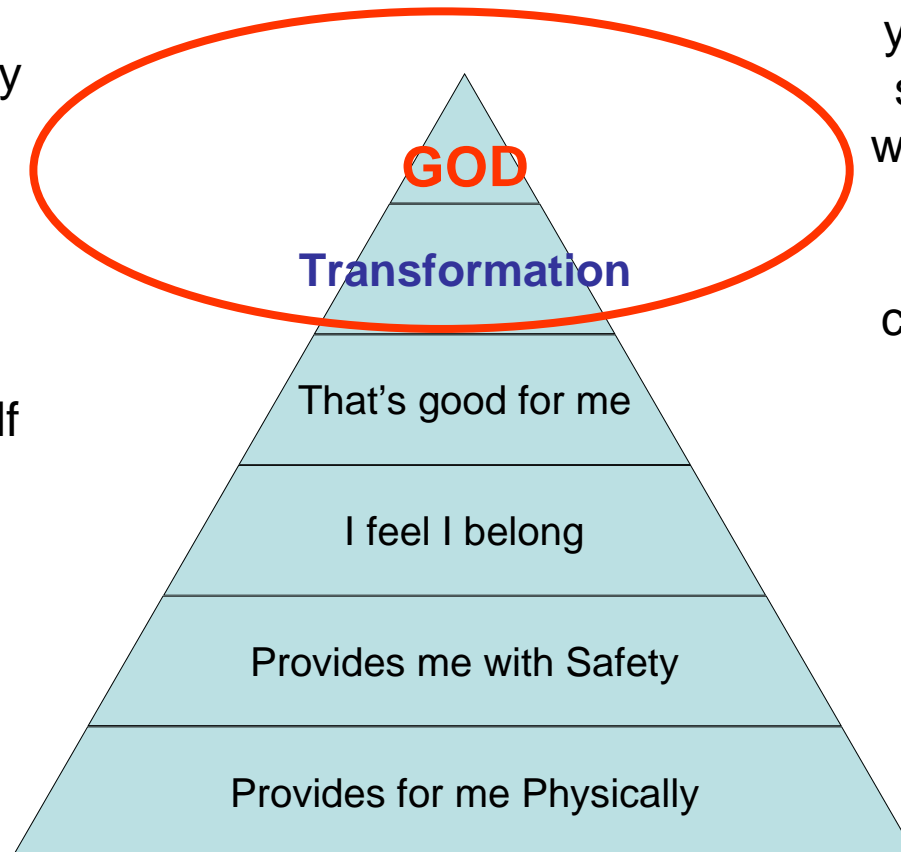 GOD
Transformation
That's good for me
I feel I belong
Provides me with Safety
Provides for me Physically